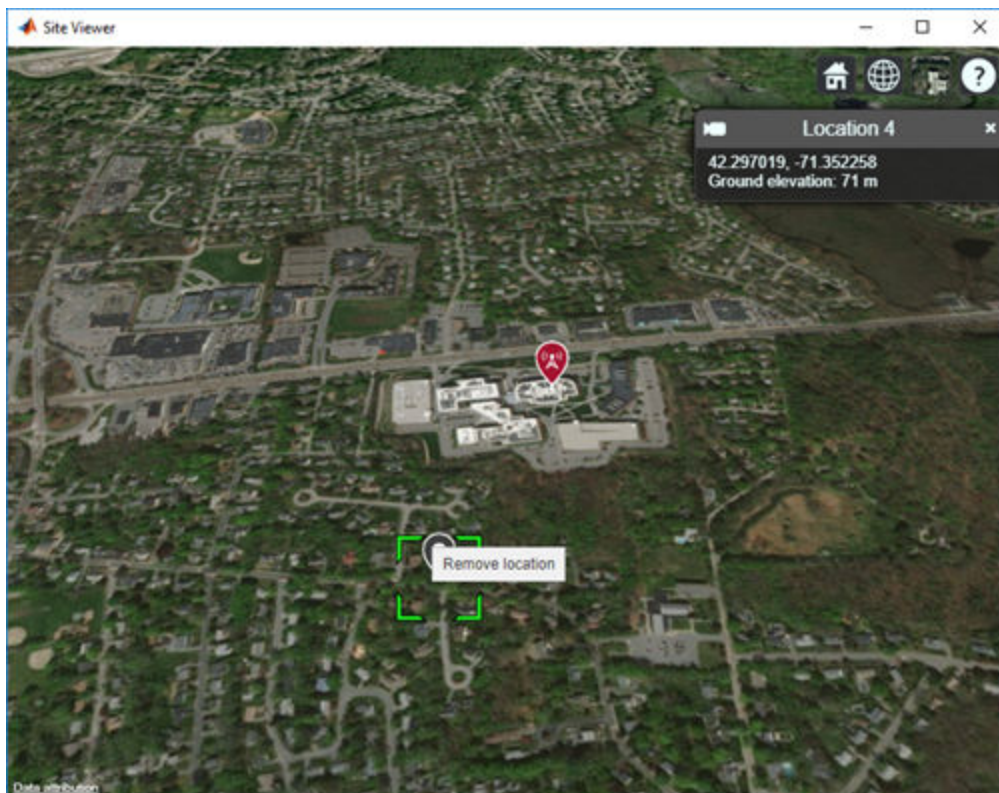 Site Viewer
?
Location 4
42.297019, -71.352258
Ground elevation: 71 m
Remove location
Data attribution